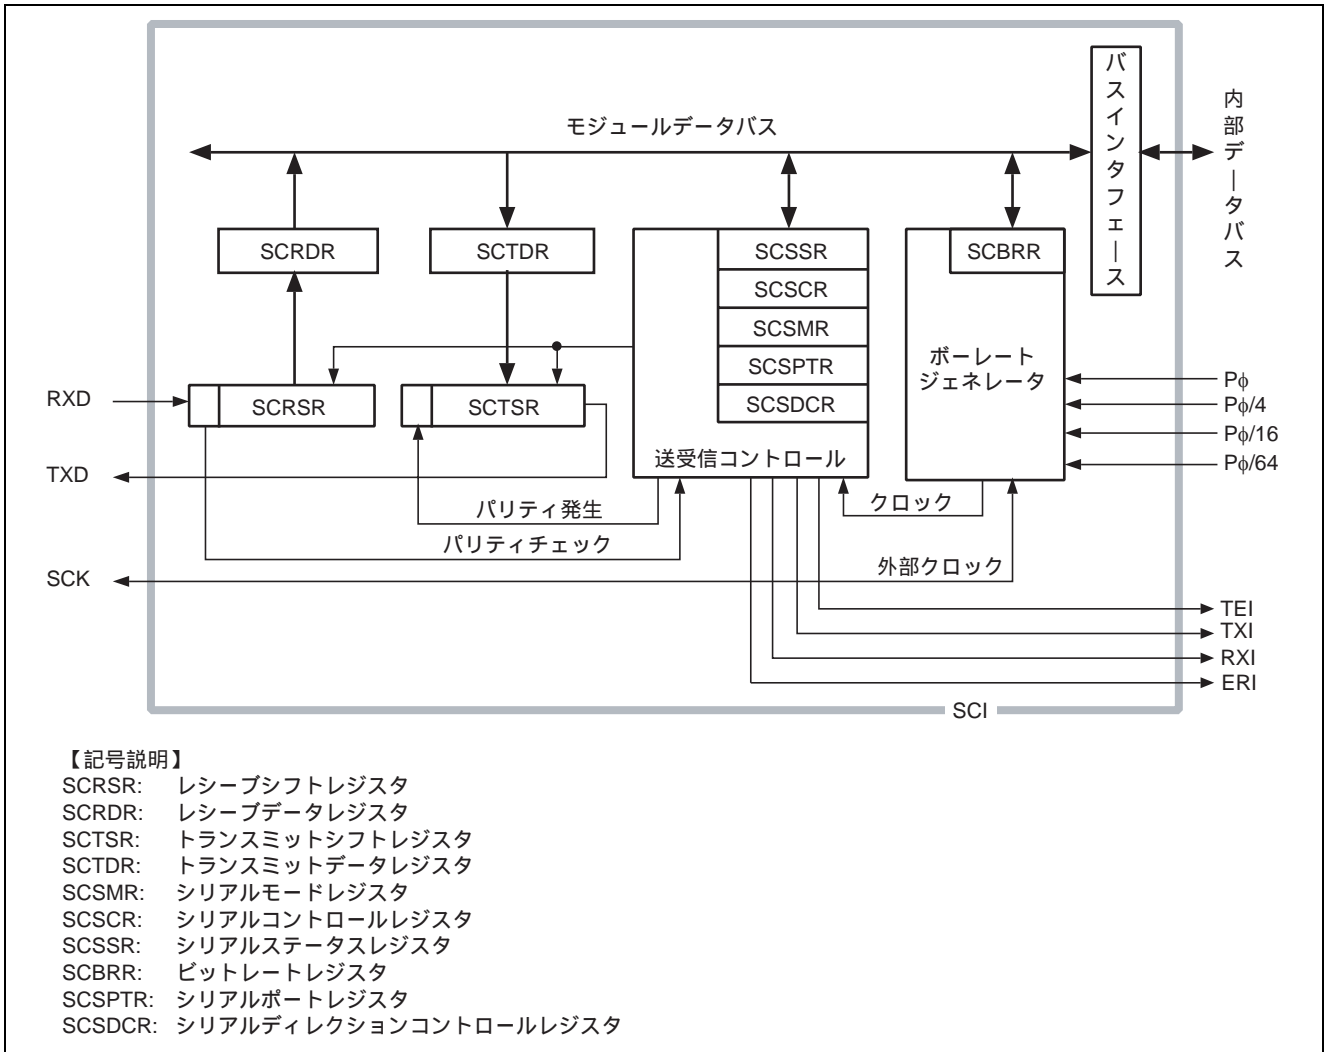 モジュールデータバス
バスインタフェース
内部データバス
SCRDR
SCTDR
SCSSR
SCSCR
SCSMR
SCSPTR
SCSDCR
送受信コントロール
SCBRR
ボーレート
ジェネレータ
RXD
SCRSR
SCTSR
TXD
Pφ
Pφ/4
Pφ/16
Pφ/64
パリティ発生
パリティチェック
クロック
SCK
外部クロック
TEI
TXI
RXI
ERI
SCI
【記号説明】
SCRSR: レシーブシフトレジスタ
SCRDR: レシーブデータレジスタ
SCTSR: トランスミットシフトレジスタ
SCTDR: トランスミットデータレジスタ
SCSMR: シリアルモードレジスタ
SCSCR: シリアルコントロールレジスタ
SCSSR: シリアルステータスレジスタ
SCBRR: ビットレートレジスタ
SCSPTR: シリアルポートレジスタ
SCSDCR: シリアルディレクションコントロールレジスタ